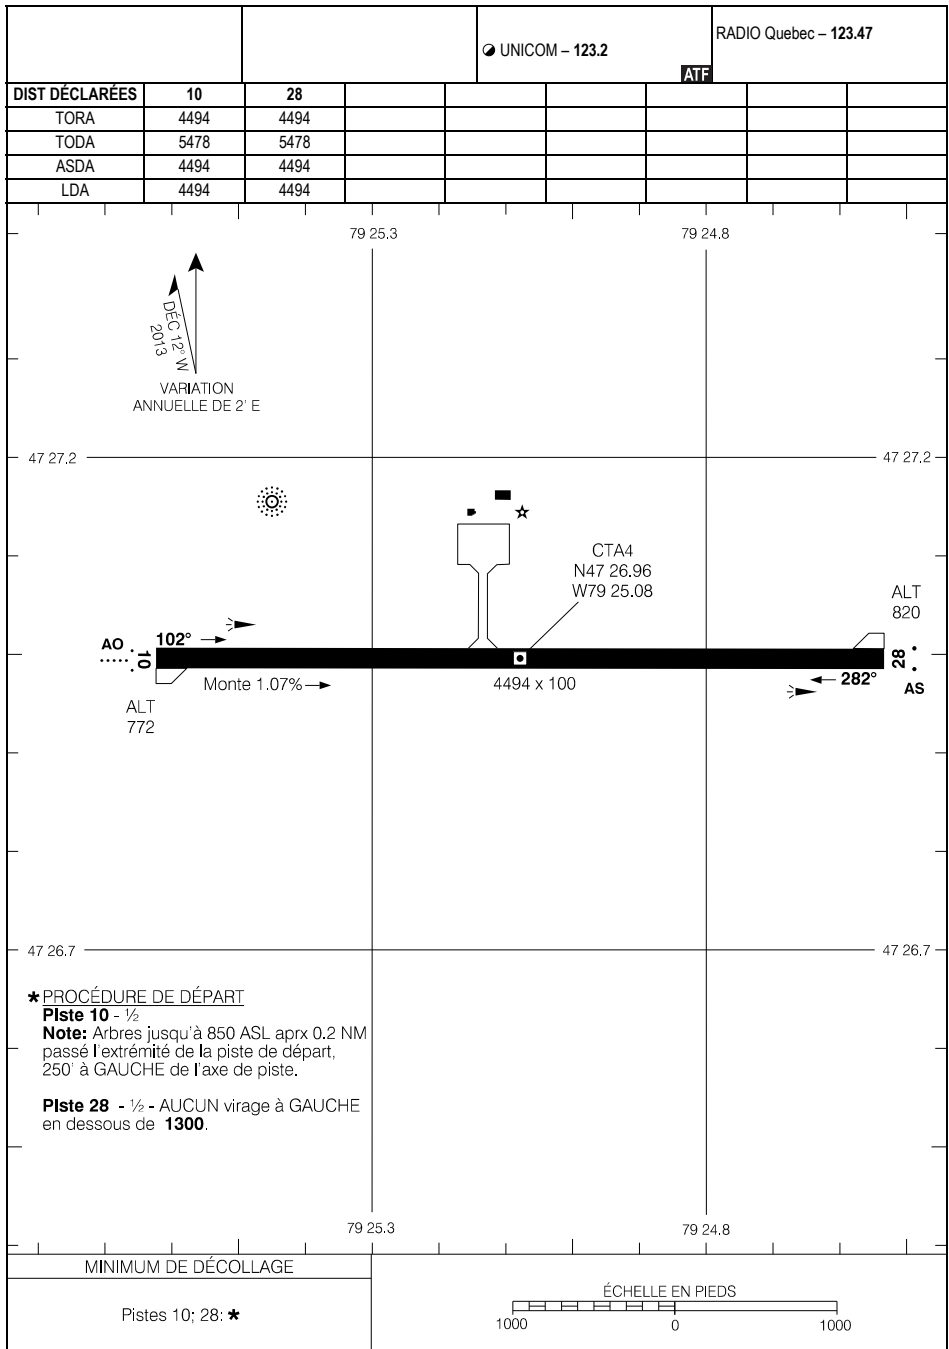 UNICOM – 123.2
ATF
RADIO Quebec – 123.47
DIST DÉCLARÉES 10 28
TORA 4494 4494
TODA 5478 5478
ASDA 4494 4494
LDA 4494 4494
79 25.3 79 24.8
DÉC 12° W
2013
VARIATION
ANNUELLE DE 2' E
47 27.2 47 27.2
CTA4
N47 26.96
W79 25.08
ALT
820
AO 102°
10 28
Monte 1.07% 4494 x 100 282°
AS
ALT
772
47 26.7 47 26.7
* PROCÉDURE DE DÉPART
Piste 10 - ½
Note: Arbres jusqu'à 850 ASL aprx 0.2 NM
passé l'extrémité de la piste de départ,
250' à GAUCHE de l'axe de piste.
Piste 28 - ½ - AUCUN virage à GAUCHE
en dessous de 1300.
79 25.3 79 24.8
MINIMUM DE DÉCOLLAGE
Pistes 10; 28: *
ÉCHELLE EN PIEDS
1000 0 1000